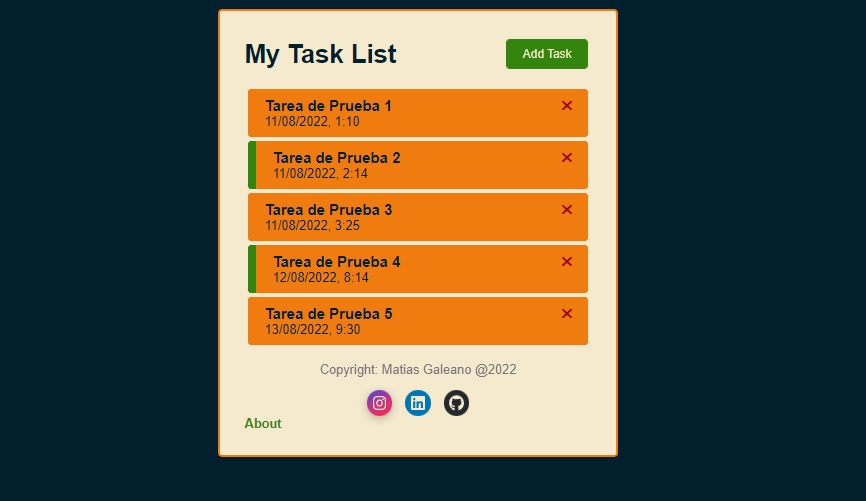 My Task List
Add Task
Tarea de Prueba 1
11/08/2022, 1:10
Tarea de Prueba 2
11/08/2022, 2:14
Tarea de Prueba 3
11/08/2022, 3:25
Tarea de Prueba 4
12/08/2022, 8:14
Tarea de Prueba 5
13/08/2022, 9:30
Copyright: Matias Galeano @2022
in
About